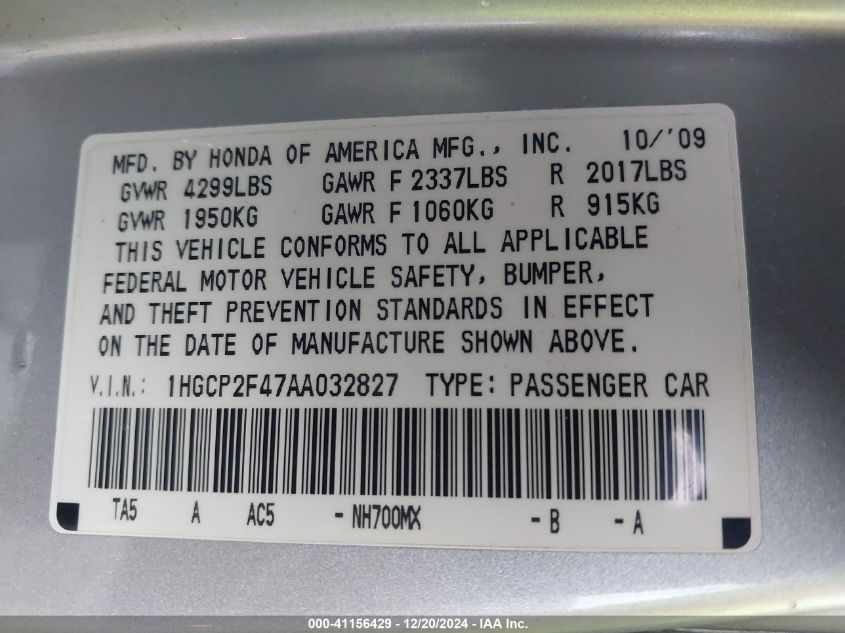 MFD. BY HONDA OF AMERICA MFG., INC. 10/'09
GVWR 4299LBS GAWR F 2337LBS R 2017LBS
GVWR 1950KG GAWR F 1060KG R 915KG
THIS VEHICLE CONFORMS TO ALL APPLICABLE
FEDERAL MOTOR VEHICLE SAFETY, BUMPER,
AND THEFT PREVENTION STANDARDS IN EFFECT
ON THE DATE OF MANUFACTURE SHOWN ABOVE.
V.I.N.: 1HGCP2F47AA032827 TYPE: PASSENGER CAR
TA5 A AC5 - NH700MX - B - A
000-41156429 - 12/20/2024 - IAA Inc.